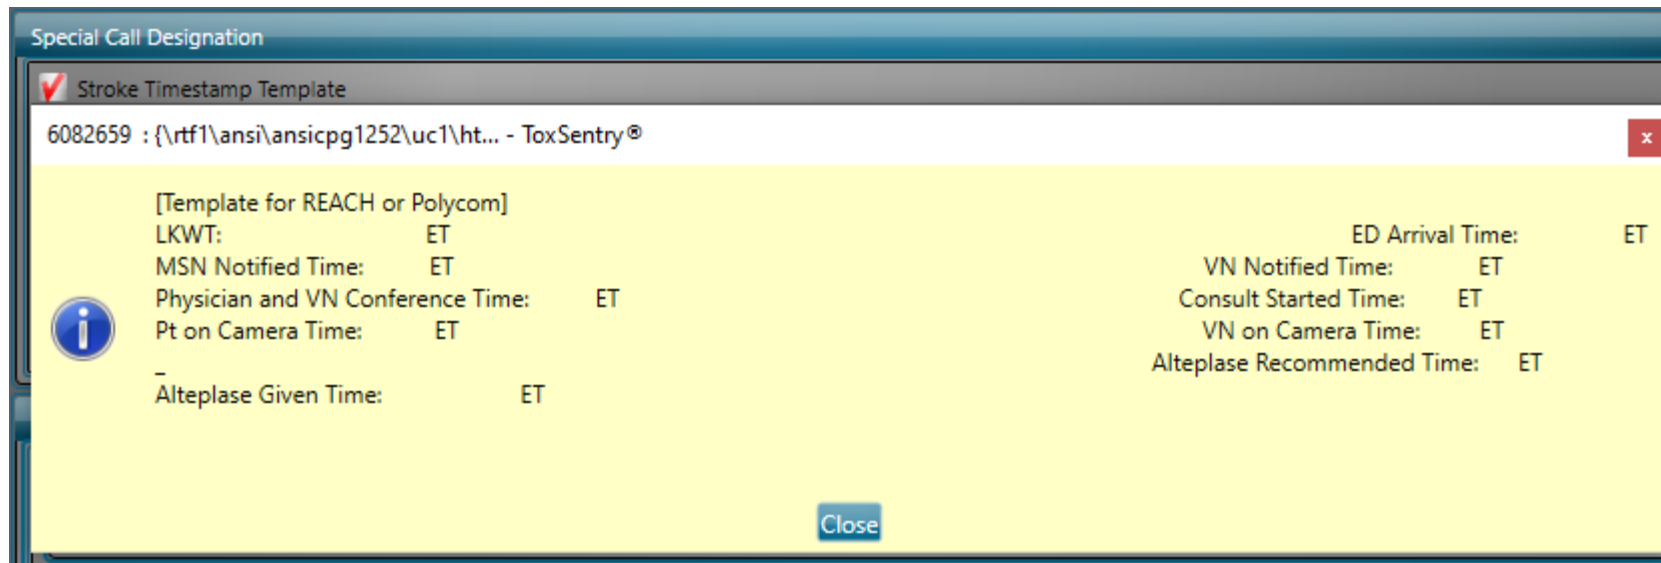 Special Call Designation
Stroke Timestamp Template
6082659 : {\rtf1\ansi\ansicpg1252\uc1\ht... - ToxSentry®
x
[Template for REACH or Polycom]
LKWT: ET ED Arrival Time: ET
MSN Notified Time: ET VN Notified Time: ET
Physician and VN Conference Time: ET Consult Started Time: ET
Pt on Camera Time: ET VN on Camera Time: ET
_ Alteplase Recommended Time: ET
Alteplase Given Time: ET
Close